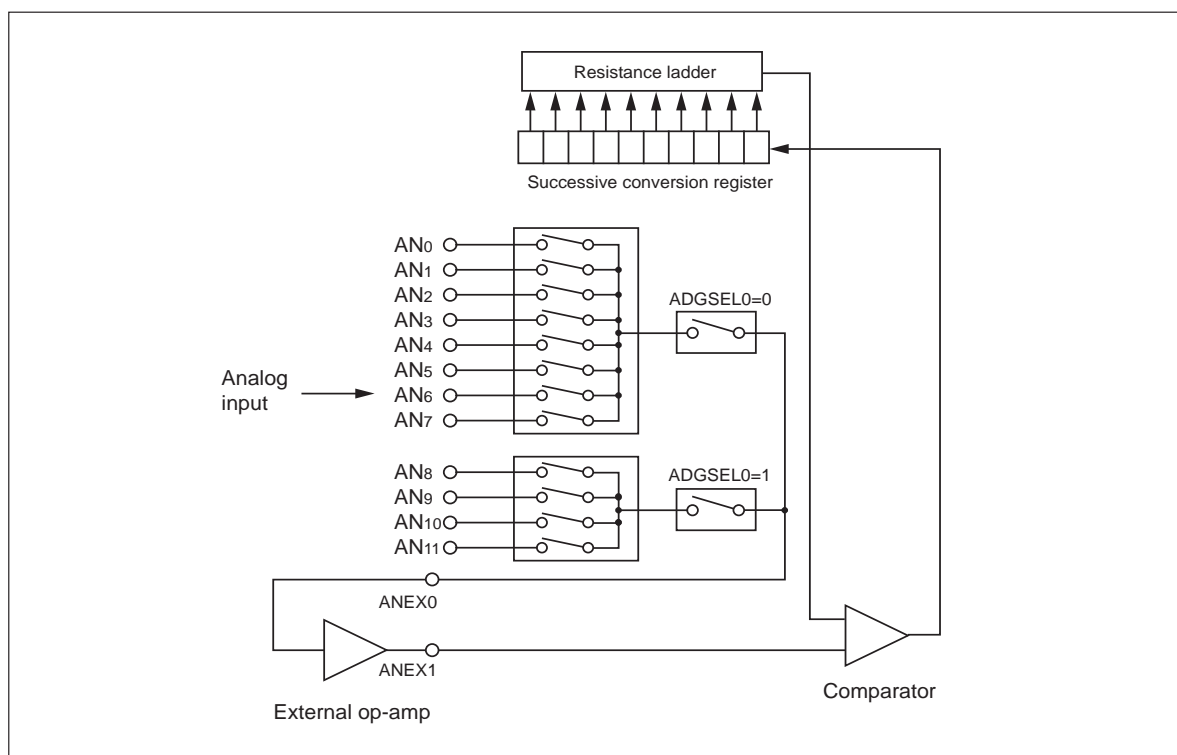 Resistance ladder
Successive conversion register
AN0
AN1
AN2
AN3
AN4
AN5
AN6
AN7
ADGSEL0=0
Analog
input
AN8
AN9
AN10
AN11
ADGSEL0=1
ANEX0
ANEX1
External op-amp
Comparator